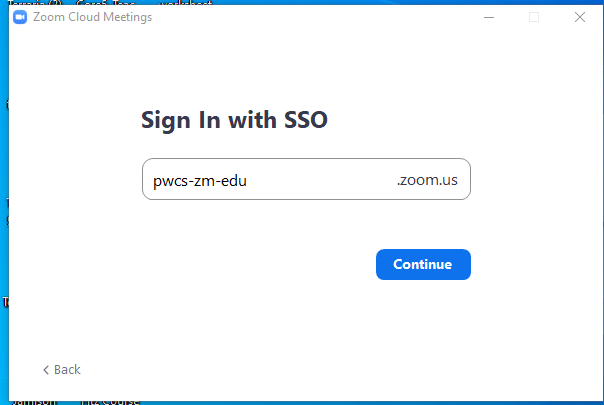 Zoom Cloud Meetings
Sign In with SSO
pwcs-zm-edu .zoom.us
Continue
Back